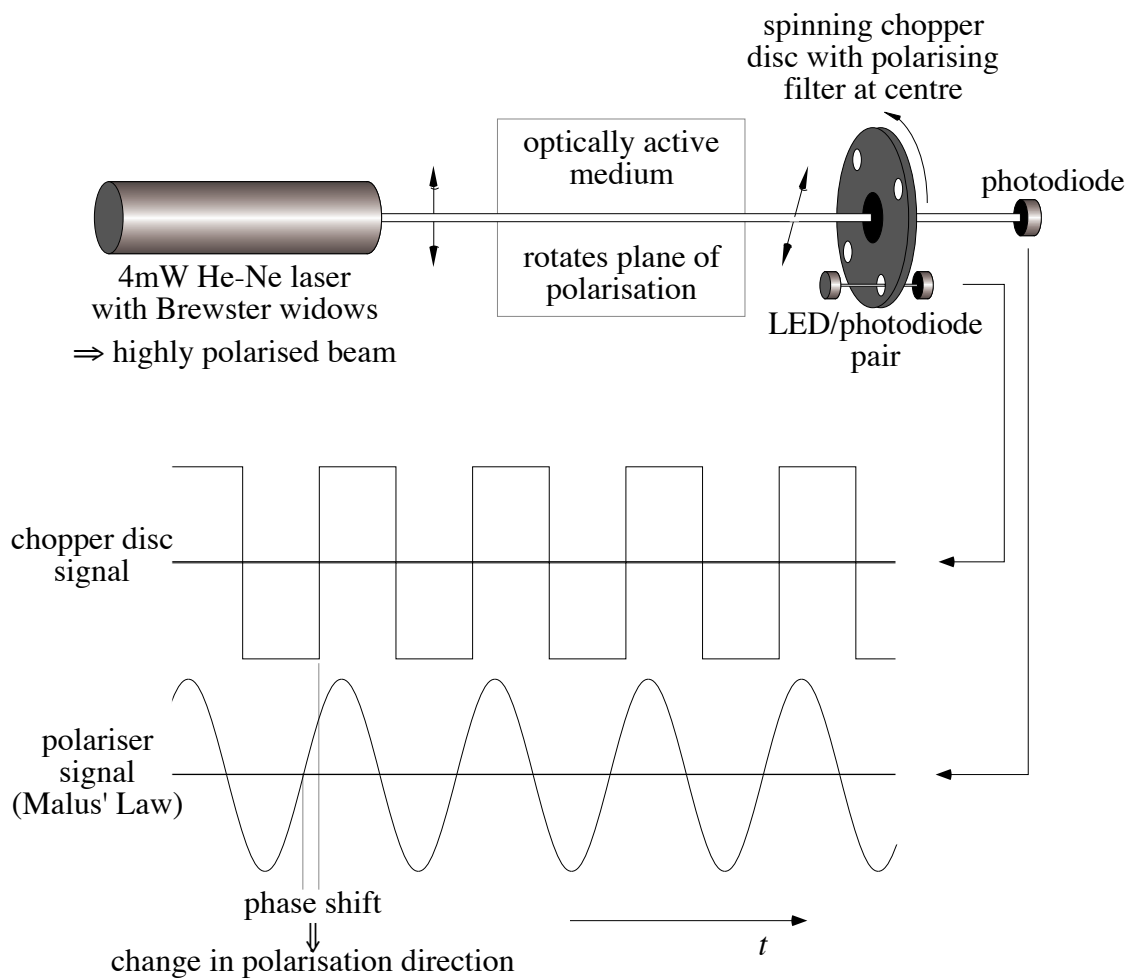 spinning chopper
disc with polarising
filter at centre
optically active
medium
photodiode
rotates plane of
polarisation
4mW He-Ne laser
with Brewster widows
⇒ highly polarised beam
LED/photodiode
pair
chopper disc
signal
polariser
signal
(Malus' Law)
phase shift
⇓
change in polarisation direction
t